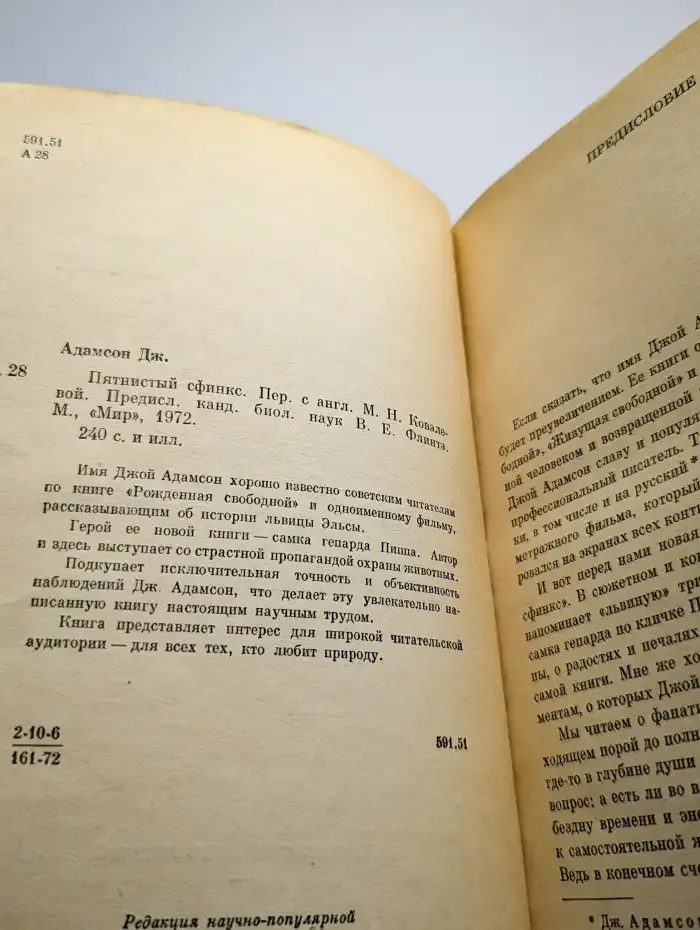 591.51
А 28
Адамсон Дж.
28
Пятнистый сфинкс. Пер. с англ. М. Н. Ковале-
вой. Предисл. канд. биол. наук В. Е. Флинта.
М., «Мир», 1972.
240 с. и илл.
Имя Джой Адамсон хорошо известно советским читателям
по книге «Рожденная свободной» и одноименному фильму,
рассказывающим об истории львицы Эльсы.
Герой ее новой книги — самка гепарда Пиппа. Автор
и здесь выступает со страстной пропагандой охраны животных.
Подкупает исключительная точность и объективность
наблюдений Дж. Адамсон, что делает эту увлекательно на-
писанную книгу настоящим научным трудом.
Книга представляет интерес для широкой читательской
аудитории — для всех тех, кто любит природу.
2-10-6
161-72
591.51
Редакция научно-популярной
ПРЕДИСЛОВИЕ
Если сказать, что имя Джой А
будет преувеличением. Ее книги о
бодной», «Живущая свободной» и
ной человеком и возвращенной
Джой Адамсон славу и популя
профессиональный писатель. Т
ки, в том числе и на русский *
метражного фильма, который
ровался на экранах всех конти
И вот перед нами новая
сфинкс». В сюжетном и ком
напоминает «львиную» три
самка гепарда по кличке П
пы, о радостях и печалях
самой книги. Мне же хо
ментам, о которых Джой
Мы читаем о фанати
ходящем порой до полн
где-то в глубине души
вопрос: а есть ли во в
бездну времени и эне
к самостоятельной ж
Ведь в конечном сче
* Дж. Адамсон